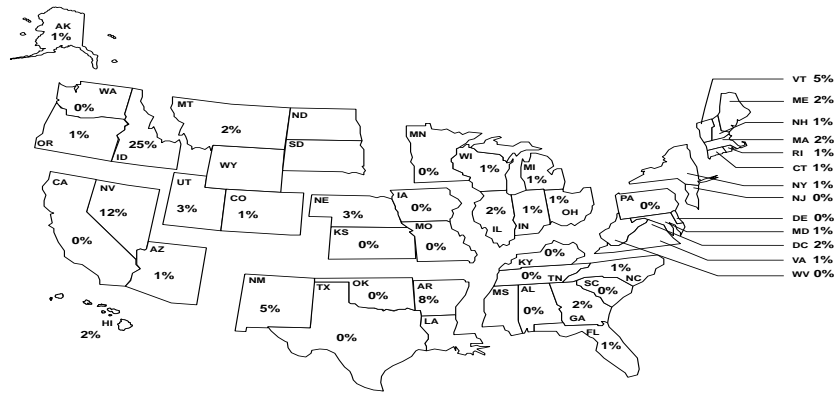 AK
1%
WA
0%
OR
1%
ID
25%
MT
2%
ND
SD
WY
CA
0%
NV
12%
UT
3%
CO
1%
AZ
1%
NM
5%
NE
3%
KS
0%
OK
0%
TX
0%
MN
0%
IA
0%
MO
0%
AR
8%
LA
WI
1%
IL
2%
MI
1%
IN
1%
1%
OH
KY
0%
0%
TN
MS
AL
0%
2%
GA
FL
1%
SC
0%
1%
NC
PA
0%
HI
2%
VT 5%
ME 2%
NH 1%
MA 2%
RI 1%
CT 1%
NY 1%
NJ 0%
DE 0%
MD 1%
DC 2%
VA 1%
WV 0%